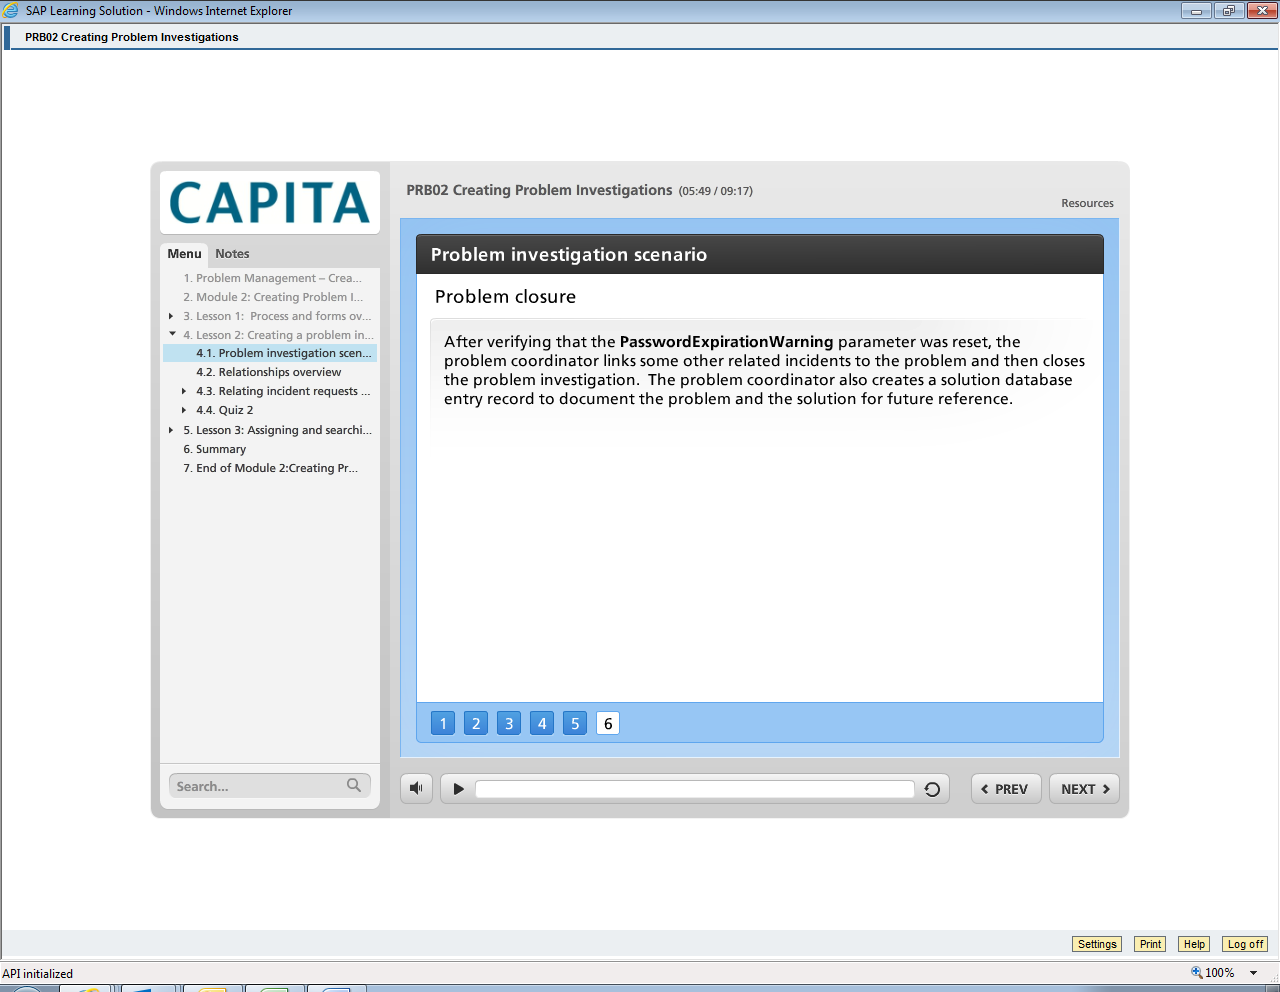 SAP Learning Solution - Windows Internet Explorer
PRB02 Creating Problem Investigations
CAPITA
PRB02 Creating Problem Investigations (05:49 / 09:17)
Resources
Menu Notes
1. Problem Management – Crea...
2. Module 2: Creating Problem I...
3. Lesson 1:  Process and forms ov...
4. Lesson 2: Creating a problem in...
4.1. Problem investigation scen...
4.2. Relationships overview
4.3. Relating incident requests ...
4.4. Quiz 2
5. Lesson 3: Assigning and searchi...
6. Summary
7. End of Module 2:Creating Pr...
Search...
Problem investigation scenario
Problem closure
After verifying that the PasswordExpirationWarning parameter was reset, the
problem coordinator links some other related incidents to the problem and then closes
the problem investigation.  The problem coordinator also creates a solution database
entry record to document the problem and the solution for future reference.
1 2 3 4 5 6
PREV NEXT
Settings Print Help Log off
API initialized
100%